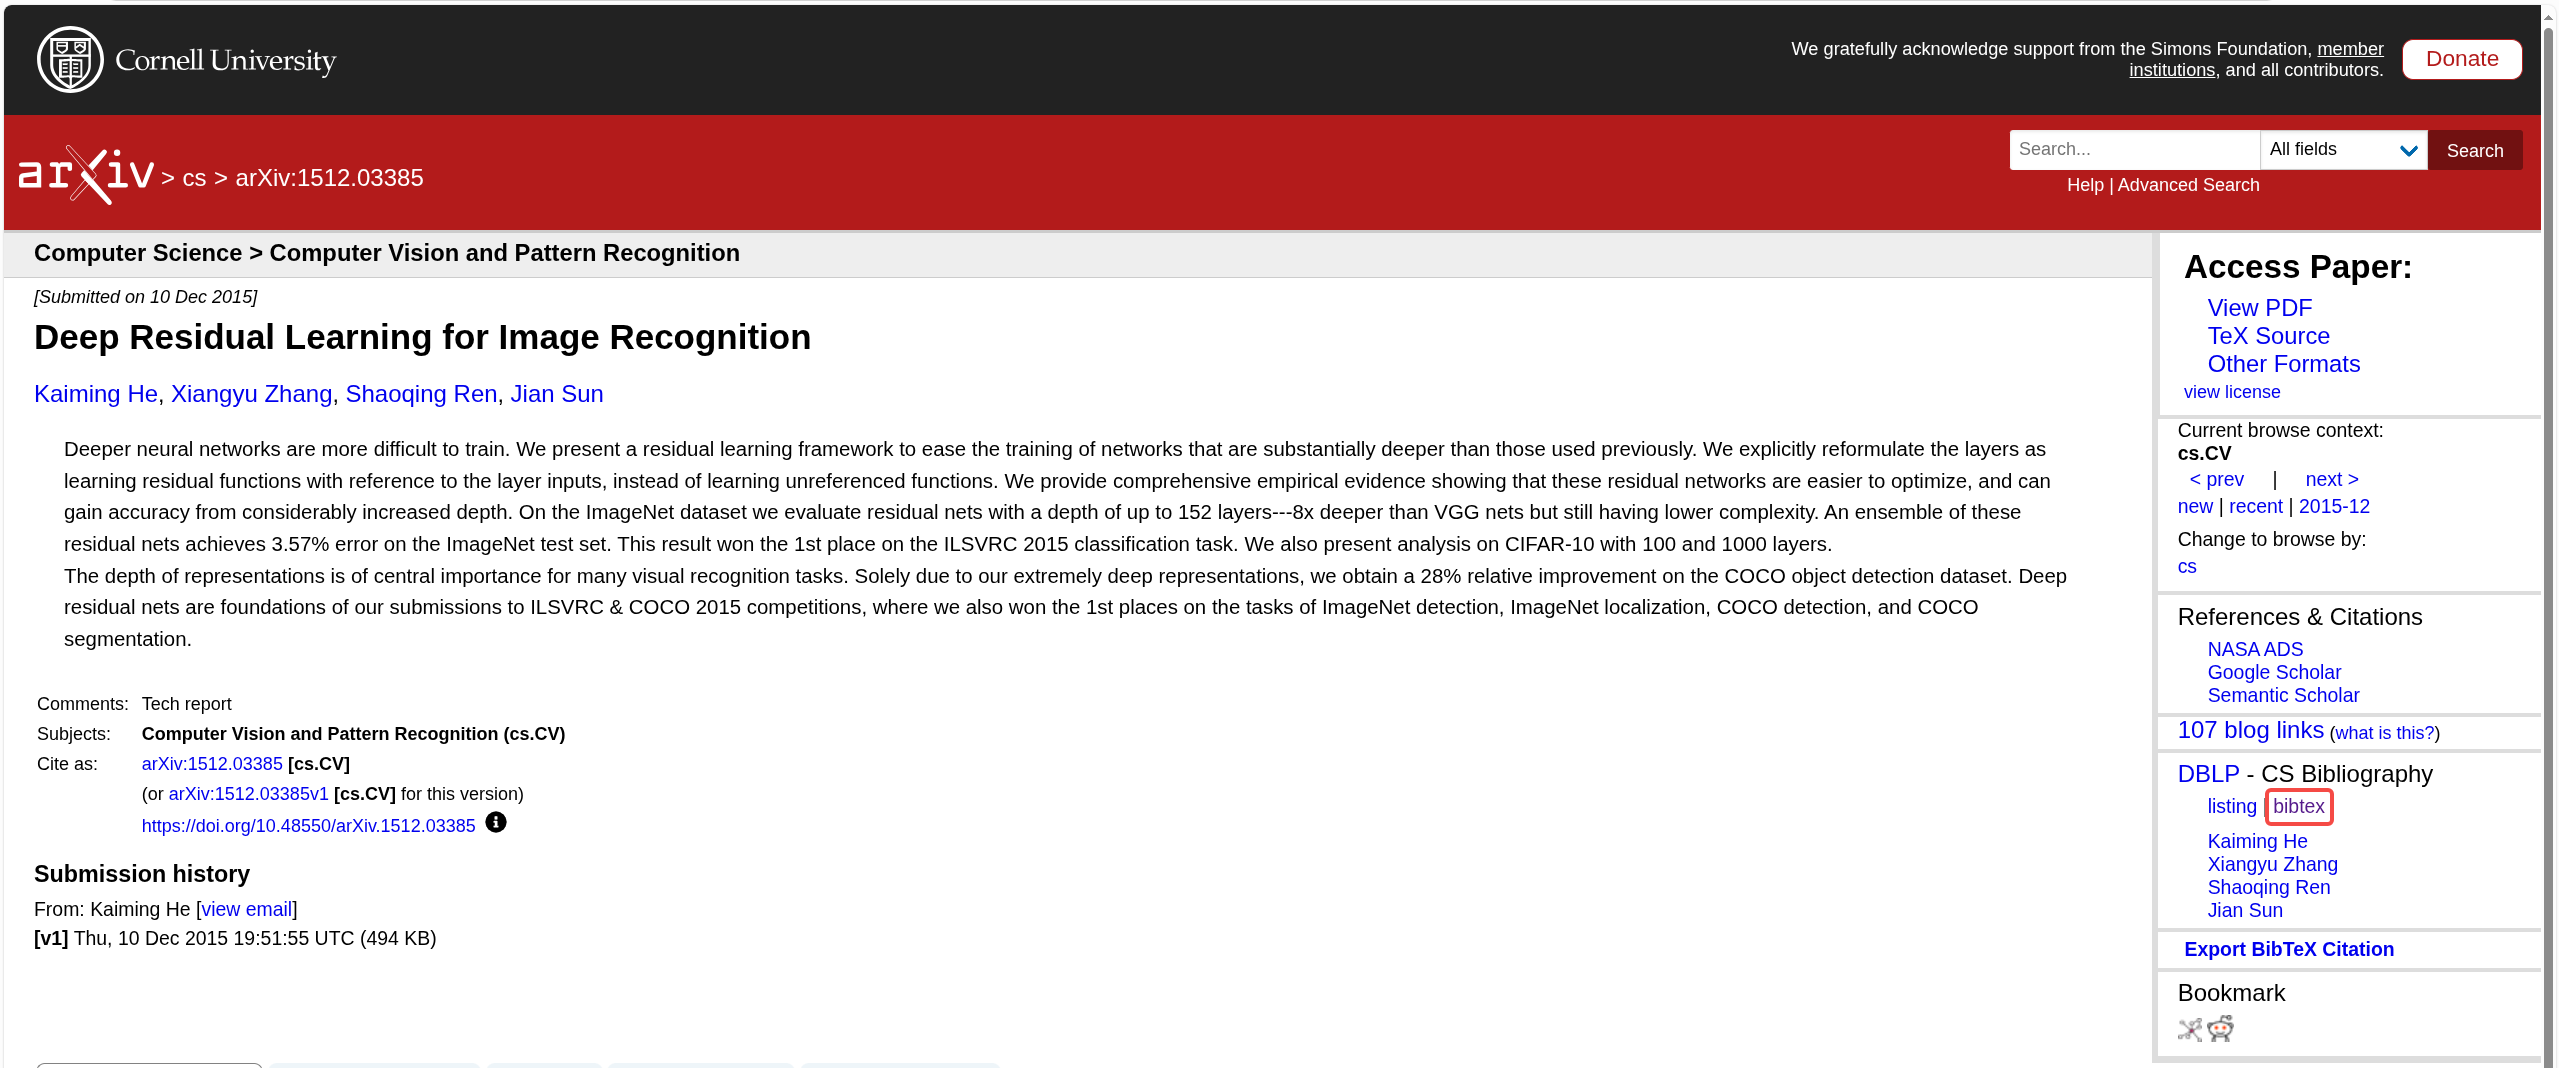 Cornell University
We gratefully acknowledge support from the Simons Foundation, member
institutions, and all contributors.
Donate
arXiv > cs > arXiv:1512.03385
Search...
All fields
Search
Help | Advanced Search
Computer Science > Computer Vision and Pattern Recognition
[Submitted on 10 Dec 2015]
Deep Residual Learning for Image Recognition
Kaiming He, Xiangyu Zhang, Shaoqing Ren, Jian Sun
Deeper neural networks are more difficult to train. We present a residual learning framework to ease the training of networks that are substantially deeper than those used previously. We explicitly reformulate the layers as
learning residual functions with reference to the layer inputs, instead of learning unreferenced functions. We provide comprehensive empirical evidence showing that these residual networks are easier to optimize, and can
gain accuracy from considerably increased depth. On the ImageNet dataset we evaluate residual nets with a depth of up to 152 layers---8x deeper than VGG nets but still having lower complexity. An ensemble of these
residual nets achieves 3.57% error on the ImageNet test set. This result won the 1st place on the ILSVRC 2015 classification task. We also present analysis on CIFAR-10 with 100 and 1000 layers.
The depth of representations is of central importance for many visual recognition tasks. Solely due to our extremely deep representations, we obtain a 28% relative improvement on the COCO object detection dataset. Deep
residual nets are foundations of our submissions to ILSVRC & COCO 2015 competitions, where we also won the 1st places on the tasks of ImageNet detection, ImageNet localization, COCO detection, and COCO
segmentation.
Comments: Tech report
Subjects: Computer Vision and Pattern Recognition (cs.CV)
Cite as: arXiv:1512.03385 [cs.CV]
(or arXiv:1512.03385v1 [cs.CV] for this version)
https://doi.org/10.48550/arXiv.1512.03385
Submission history
From: Kaiming He [view email]
[v1] Thu, 10 Dec 2015 19:51:55 UTC (494 KB)
Access Paper:
View PDF
TeX Source
Other Formats
view license
Current browse context:
cs.CV
< prev | next >
new | recent | 2015-12
Change to browse by:
cs
References & Citations
NASA ADS
Google Scholar
Semantic Scholar
107 blog links (what is this?)
DBLP - CS Bibliography
listing | bibtex
Kaiming He
Xiangyu Zhang
Shaoqing Ren
Jian Sun
Export BibTeX Citation
Bookmark